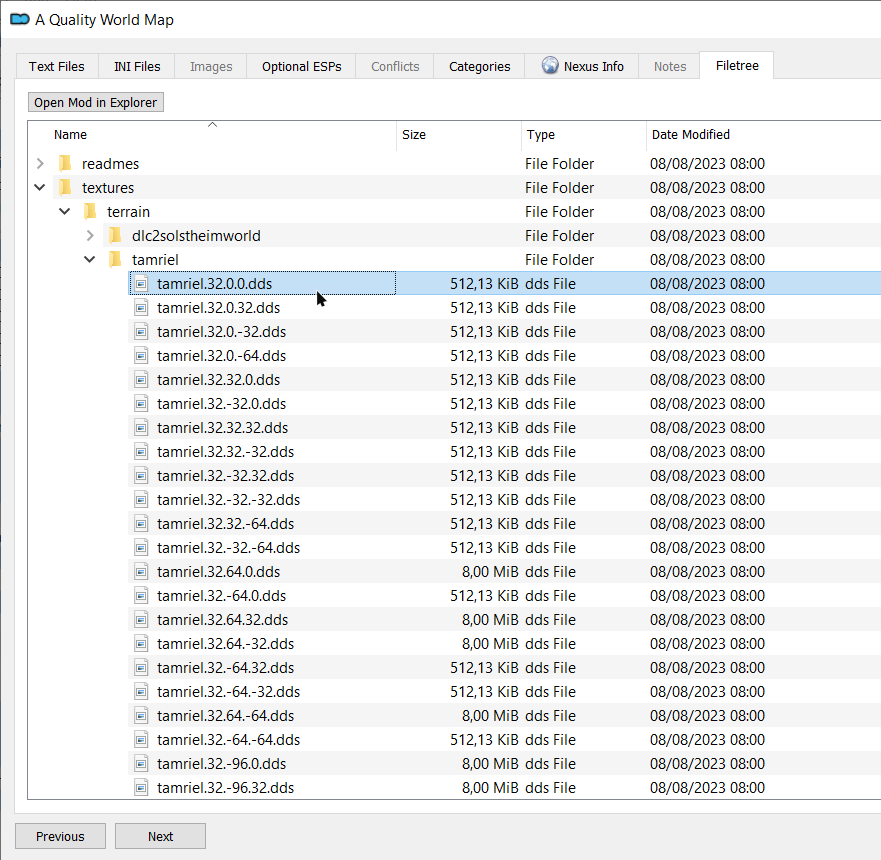 A Quality World Map
Text Files INI Files Images Optional ESPs Conflicts Categories Nexus Info Notes Filetree
Open Mod in Explorer
Name Size Type Date Modified
readmes File Folder 08/08/2023 08:00
textures File Folder 08/08/2023 08:00
terrain File Folder 08/08/2023 08:00
dlc2solstheimworld File Folder 08/08/2023 08:00
tamriel File Folder 08/08/2023 08:00
tamriel.32.0.0.dds 512,13 KiB dds File 08/08/2023 08:00
tamriel.32.0.32.dds 512,13 KiB dds File 08/08/2023 08:00
tamriel.32.0.-32.dds 512,13 KiB dds File 08/08/2023 08:00
tamriel.32.0.-64.dds 512,13 KiB dds File 08/08/2023 08:00
tamriel.32.32.0.dds 512,13 KiB dds File 08/08/2023 08:00
tamriel.32.-32.0.dds 512,13 KiB dds File 08/08/2023 08:00
tamriel.32.32.32.dds 512,13 KiB dds File 08/08/2023 08:00
tamriel.32.32.-32.dds 512,13 KiB dds File 08/08/2023 08:00
tamriel.32.-32.32.dds 512,13 KiB dds File 08/08/2023 08:00
tamriel.32.-32.-32.dds 512,13 KiB dds File 08/08/2023 08:00
tamriel.32.32.-64.dds 512,13 KiB dds File 08/08/2023 08:00
tamriel.32.-32.-64.dds 512,13 KiB dds File 08/08/2023 08:00
tamriel.32.64.0.dds 8,00 MiB dds File 08/08/2023 08:00
tamriel.32.-64.0.dds 512,13 KiB dds File 08/08/2023 08:00
tamriel.32.64.32.dds 8,00 MiB dds File 08/08/2023 08:00
tamriel.32.64.-32.dds 8,00 MiB dds File 08/08/2023 08:00
tamriel.32.-64.32.dds 512,13 KiB dds File 08/08/2023 08:00
tamriel.32.-64.-32.dds 512,13 KiB dds File 08/08/2023 08:00
tamriel.32.64.-64.dds 8,00 MiB dds File 08/08/2023 08:00
tamriel.32.-64.-64.dds 512,13 KiB dds File 08/08/2023 08:00
tamriel.32.-96.0.dds 8,00 MiB dds File 08/08/2023 08:00
tamriel.32.-96.32.dds 8,00 MiB dds File 08/08/2023 08:00
Previous Next